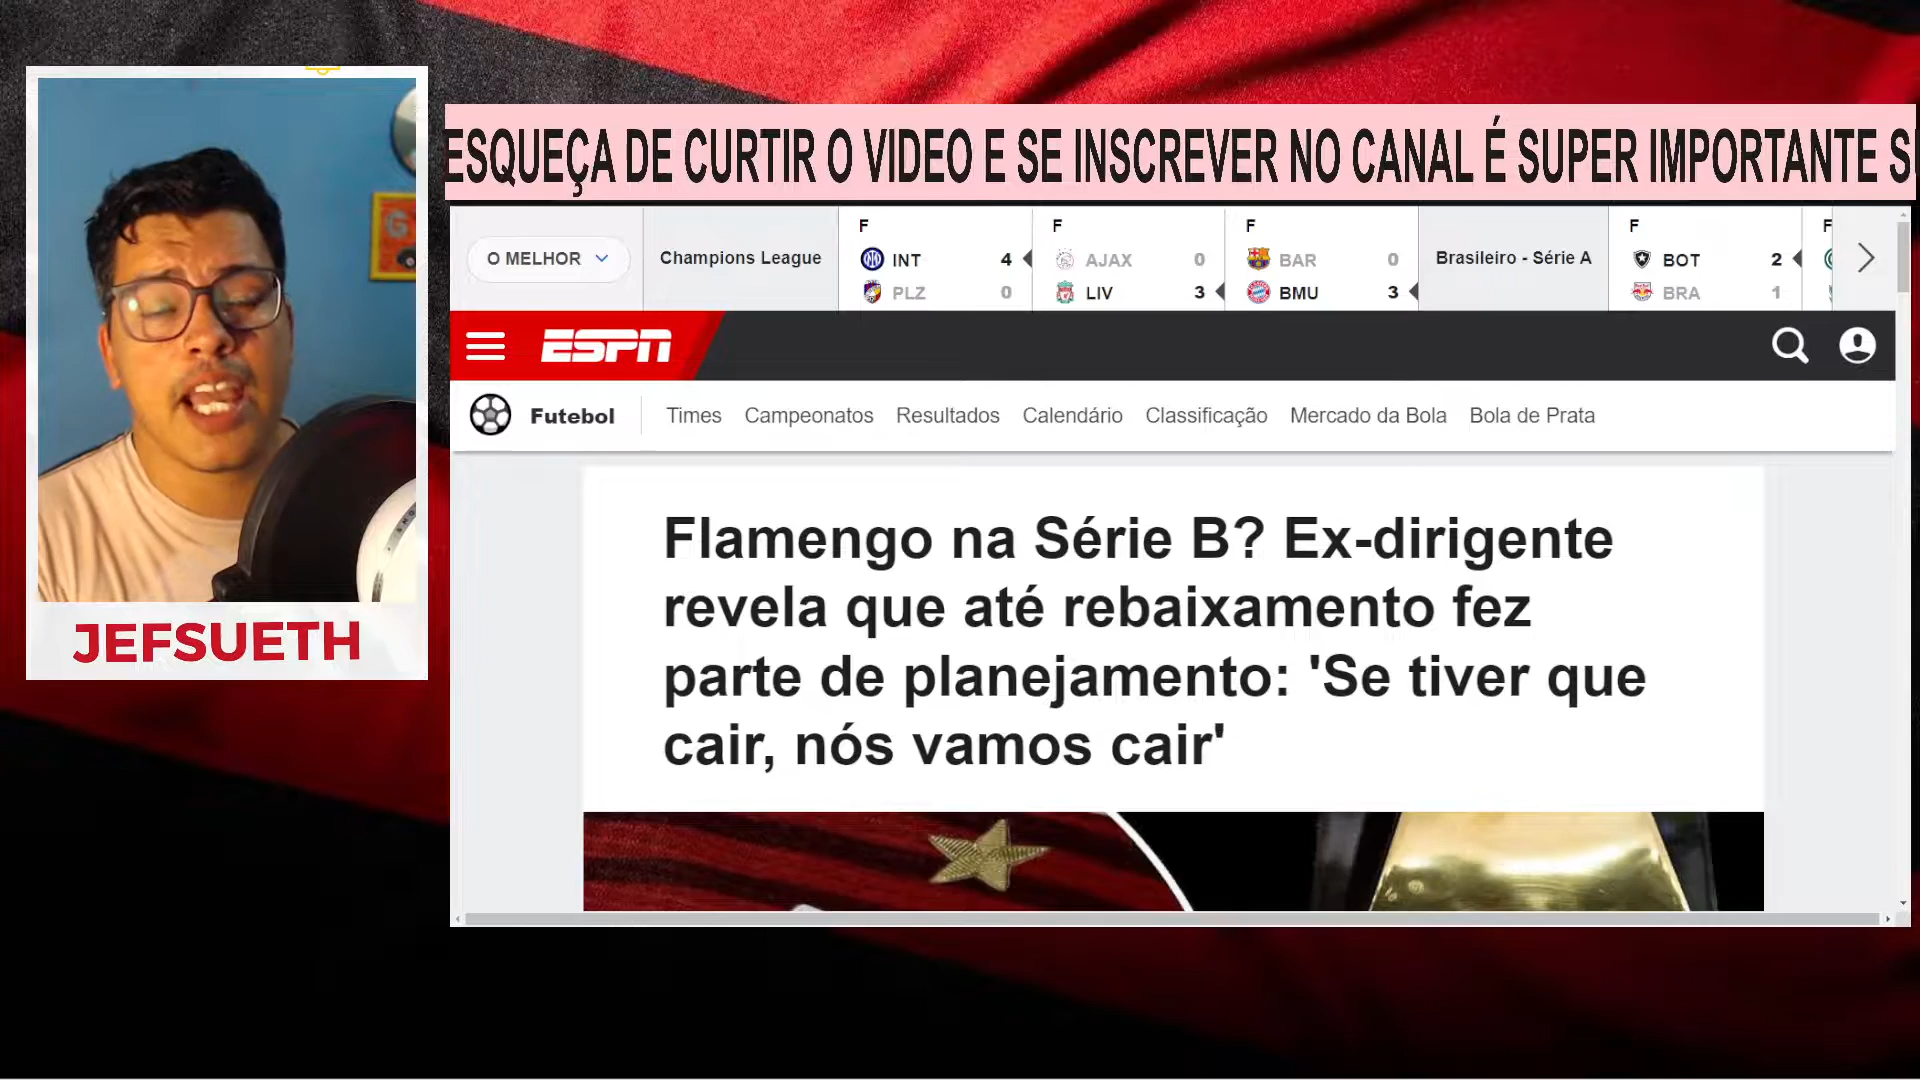 ESQUEÇA DE CURTIR O VIDEO E SE INSCREVER NO CANAL É SUPER IMPORTANTE
O MELHOR
Champions League
F
INT 4
PLZ 0
F
AJAX 0
LIV 3
F
BAR 0
BMU 3
Brasileiro - Série A
F
BOT 2
BRA 1
F
ESPN
Futebol
Times Campeonatos Resultados Calendário Classificação Mercado da Bola Bola de Prata
Flamengo na Série B? Ex-dirigente
revela que até rebaixamento fez
parte de planejamento: 'Se tiver que
cair, nós vamos cair'
JEFSUETH